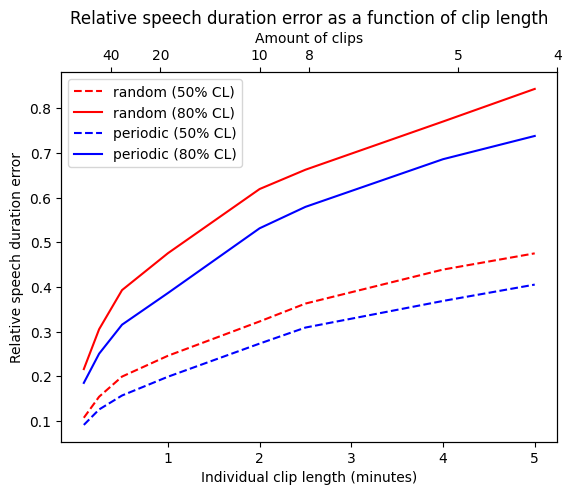 Relative speech duration error as a function of clip length
Amount of clips
40 20 10 8 5 4
random (50% CL)
random (80% CL)
periodic (50% CL)
periodic (80% CL)
Relative speech duration error
0.8
0.7
0.6
0.5
0.4
0.3
0.2
0.1
1 2 3 4 5
Individual clip length (minutes)